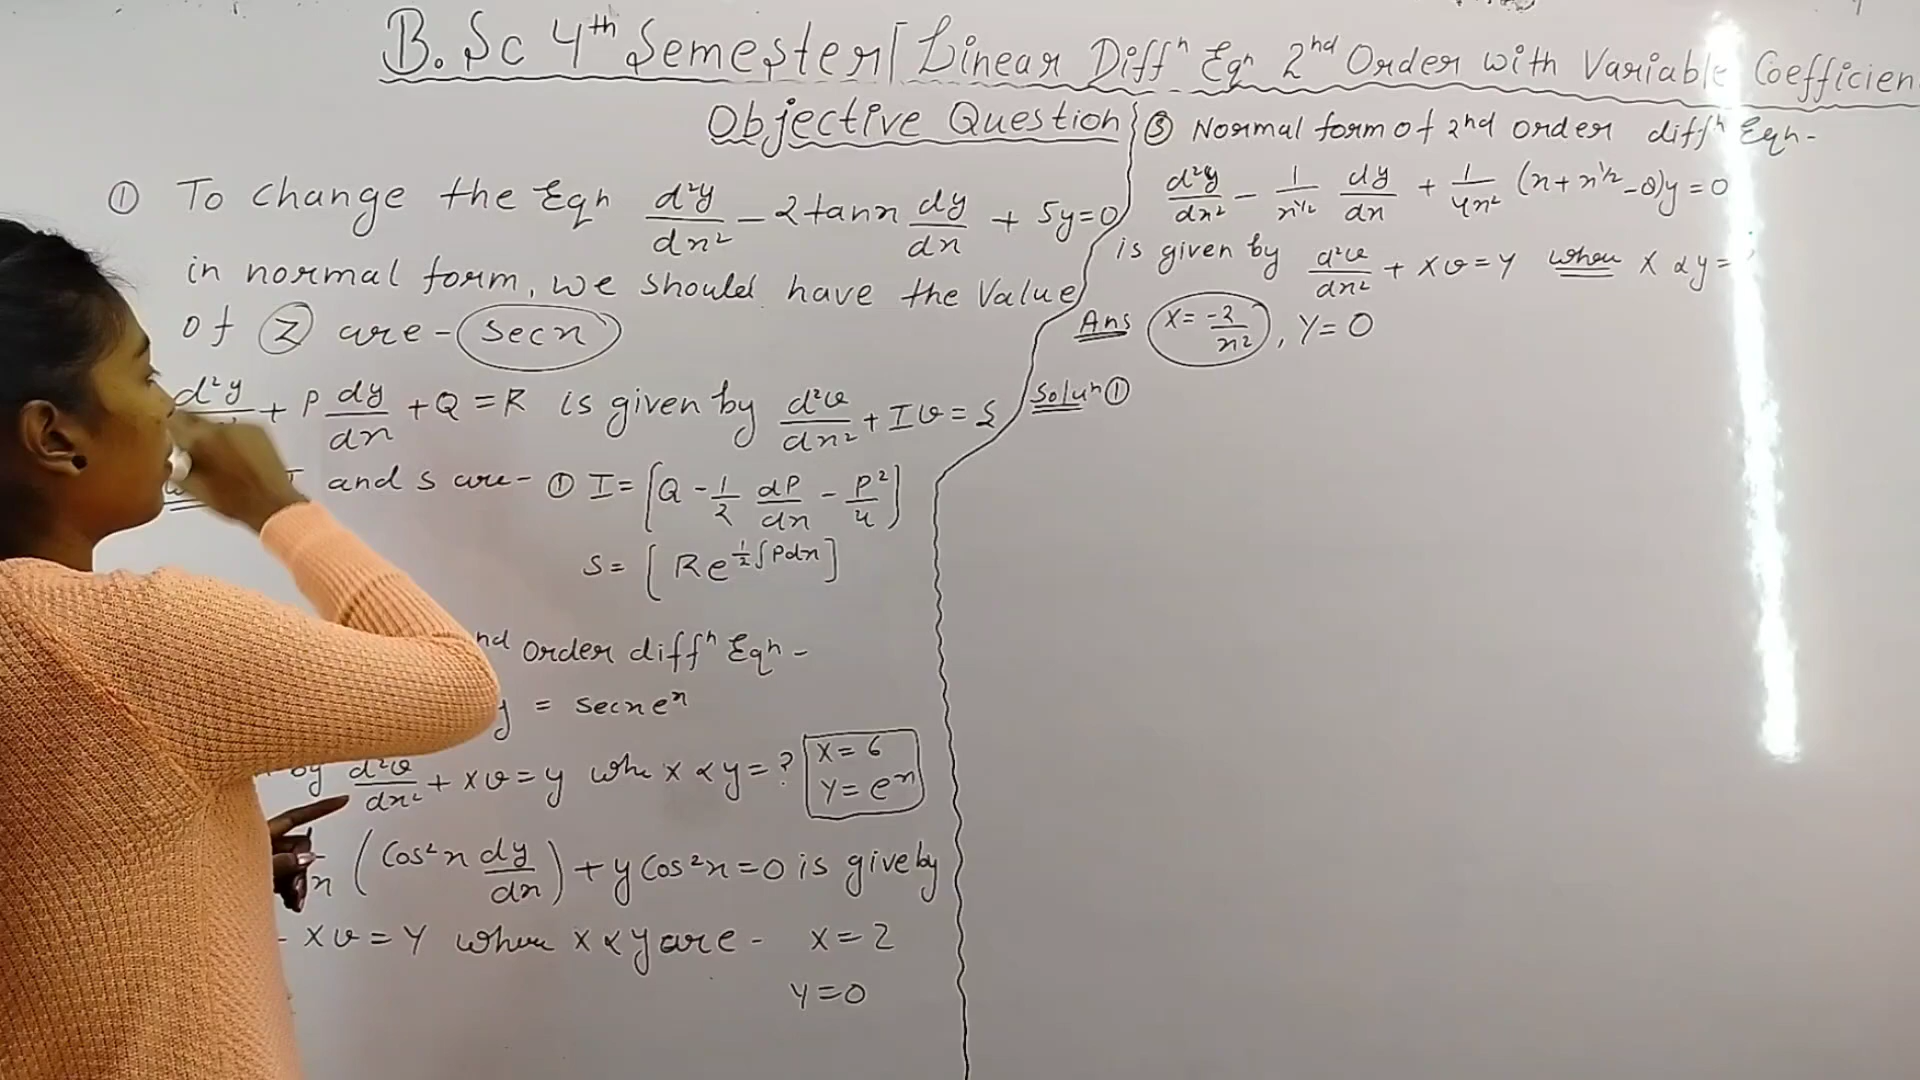 B.Sc 4th Semester | Linear Diffn Eqn 2nd Order with Variable Coefficien
Objective Question
① To change the Eqn d²y/dx² - 2tanx dy/dx + 5y=0
in normal form, we should have the Value
of z are - secx
d²y + P dy/dx + Q = R is given by d²v/dx² + Iv = S
and s are - ① I = [Q - 1/2 dP/dx - P²/4]
S = [Re^{1/2∫Pdx}]
nd order diffn Eqn -
y = secx e^x
by d²v/dx² + xv = y whe x & y = ? X = 6
Y = e^x
x (Cos²x dy/dx) + y Cos²x = 0 is give by
- xv = Y when x & y are - x = 2
Y = 0
⑤ Normal form of 2nd order diffn Eqn -
d²y/dx² - 1/x^{1/2} dy/dx + 1/4x² (x + x^{1/2} - 8)y = 0
is given by d²v/dx² + xv = Y when x & y =
Ans X = -2/x², Y = 0
Solun ①